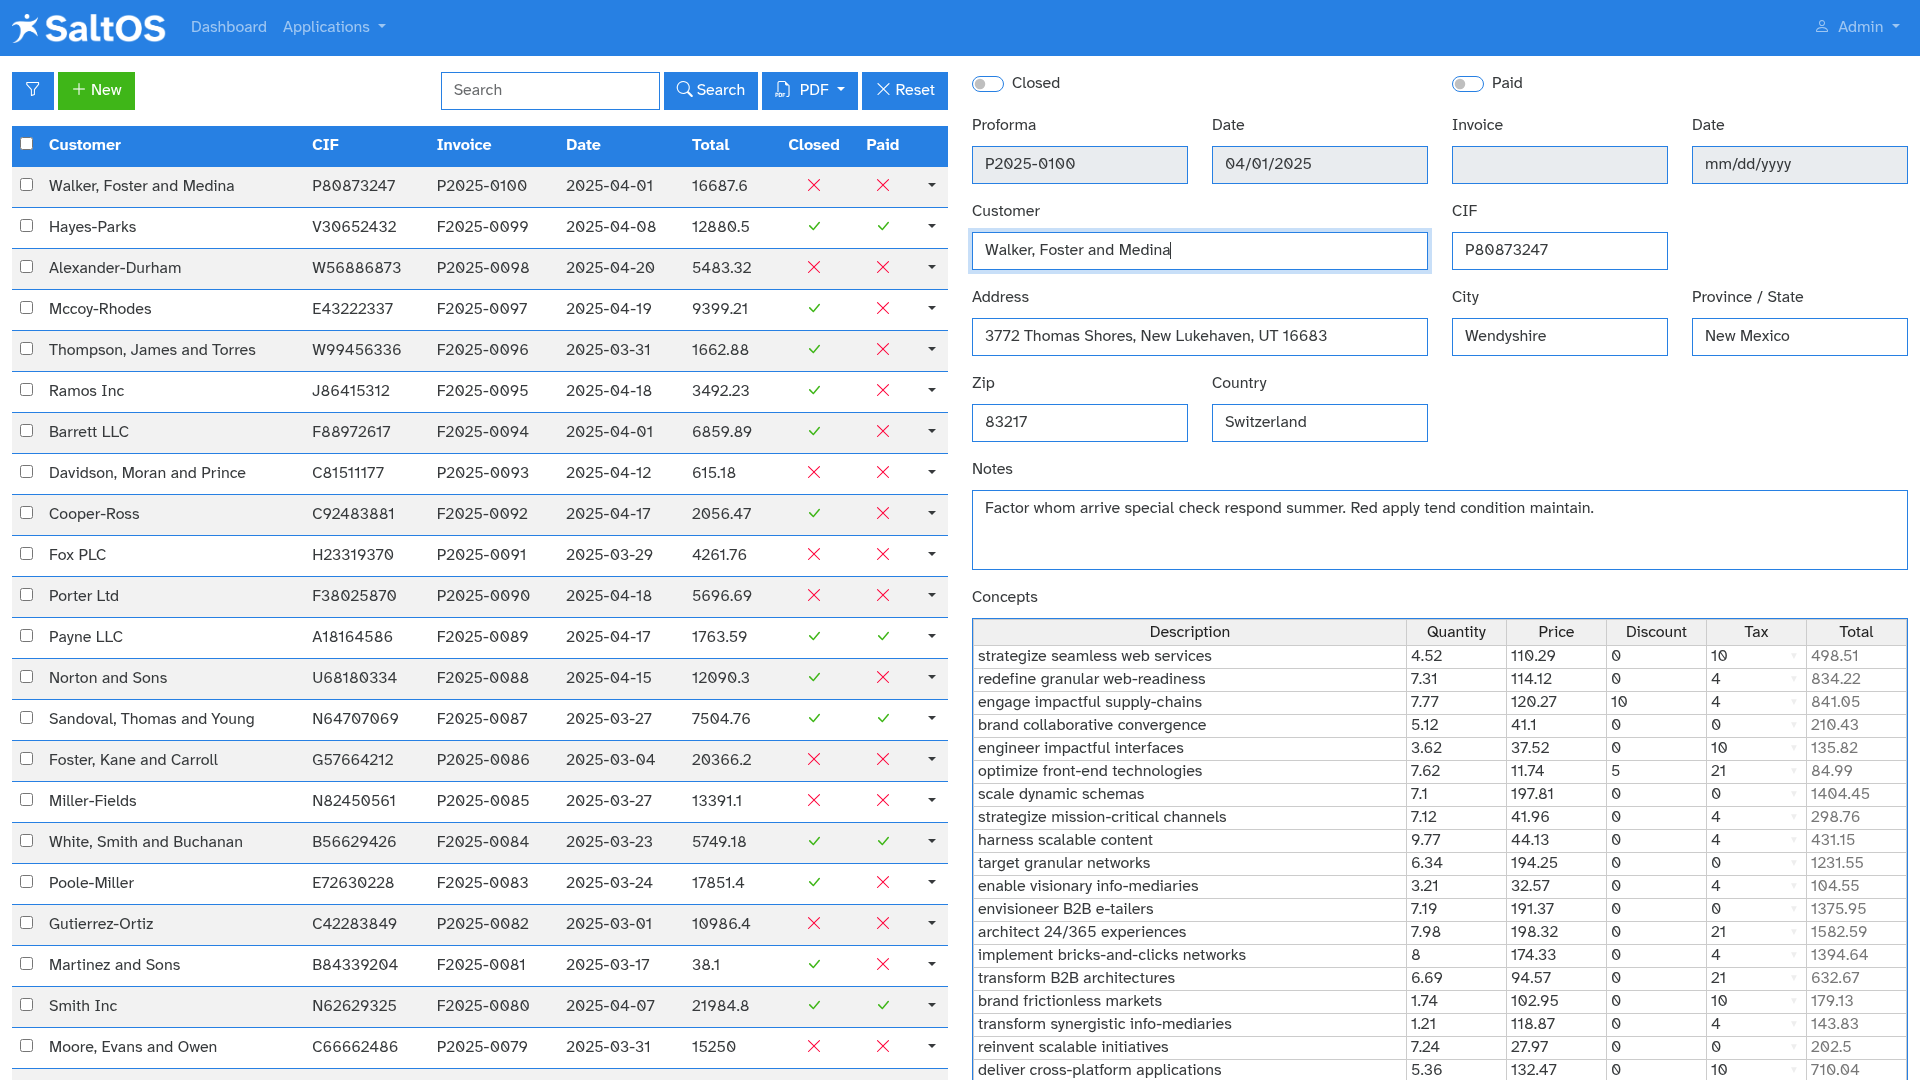 SaltOS Dashboard Applications Admin
New Search Search PDF Reset
Customer CIF Invoice Date Total Closed Paid
Walker, Foster and Medina P80873247 P2025-0100 2025-04-01 16687.6
Hayes-Parks V30652432 F2025-0099 2025-04-08 12880.5
Alexander-Durham W56886873 P2025-0098 2025-04-20 5483.32
Mccoy-Rhodes E43222337 F2025-0097 2025-04-19 9399.21
Thompson, James and Torres W99456336 F2025-0096 2025-03-31 1662.88
Ramos Inc J86415312 F2025-0095 2025-04-18 3492.23
Barrett LLC F88972617 F2025-0094 2025-04-01 6859.89
Davidson, Moran and Prince C81511177 P2025-0093 2025-04-12 615.18
Cooper-Ross C92483881 F2025-0092 2025-04-17 2056.47
Fox PLC H23319370 P2025-0091 2025-03-29 4261.76
Porter Ltd F38025870 P2025-0090 2025-04-18 5696.69
Payne LLC A18164586 F2025-0089 2025-04-17 1763.59
Norton and Sons U68180334 F2025-0088 2025-04-15 12090.3
Sandoval, Thomas and Young N64707069 F2025-0087 2025-03-27 7504.76
Foster, Kane and Carroll G57664212 P2025-0086 2025-03-04 20366.2
Miller-Fields N82450561 P2025-0085 2025-03-27 13391.1
White, Smith and Buchanan B56629426 F2025-0084 2025-03-23 5749.18
Poole-Miller E72630228 F2025-0083 2025-03-24 17851.4
Gutierrez-Ortiz C42283849 P2025-0082 2025-03-01 10986.4
Martinez and Sons B84339204 F2025-0081 2025-03-17 38.1
Smith Inc N62629325 F2025-0080 2025-04-07 21984.8
Moore, Evans and Owen C66662486 P2025-0079 2025-03-31 15250
Closed Paid
Proforma Date Invoice Date
P2025-0100 04/01/2025 mm/dd/yyyy
Customer CIF
Walker, Foster and Medina P80873247
Address City Province / State
3772 Thomas Shores, New Lukehaven, UT 16683 Wendyshire New Mexico
Zip Country
83217 Switzerland
Notes
Factor whom arrive special check respond summer. Red apply tend condition maintain.
Concepts
Description Quantity Price Discount Tax Total
strategize seamless web services 4.52 110.29 0 10 498.51
redefine granular web-readiness 7.31 114.12 0 4 834.22
engage impactful supply-chains 7.77 120.27 10 4 841.05
brand collaborative convergence 5.12 41.1 0 0 210.43
engineer impactful interfaces 3.62 37.52 0 10 135.82
optimize front-end technologies 7.62 11.74 5 21 84.99
scale dynamic schemas 7.1 197.81 0 0 1404.45
strategize mission-critical channels 7.12 41.96 0 4 298.76
harness scalable content 9.77 44.13 0 4 431.15
target granular networks 6.34 194.25 0 0 1231.55
enable visionary info-mediaries 3.21 32.57 0 4 104.55
envisioneer B2B e-tailers 7.19 191.37 0 0 1375.95
architect 24/365 experiences 7.98 198.32 0 21 1582.59
implement bricks-and-clicks networks 8 174.33 0 4 1394.64
transform B2B architectures 6.69 94.57 0 21 632.67
brand frictionless markets 1.74 102.95 0 10 179.13
transform synergistic info-mediaries 1.21 118.87 0 4 143.83
reinvent scalable initiatives 7.24 27.97 0 0 202.5
deliver cross-platform applications 5.36 132.47 0 10 710.04